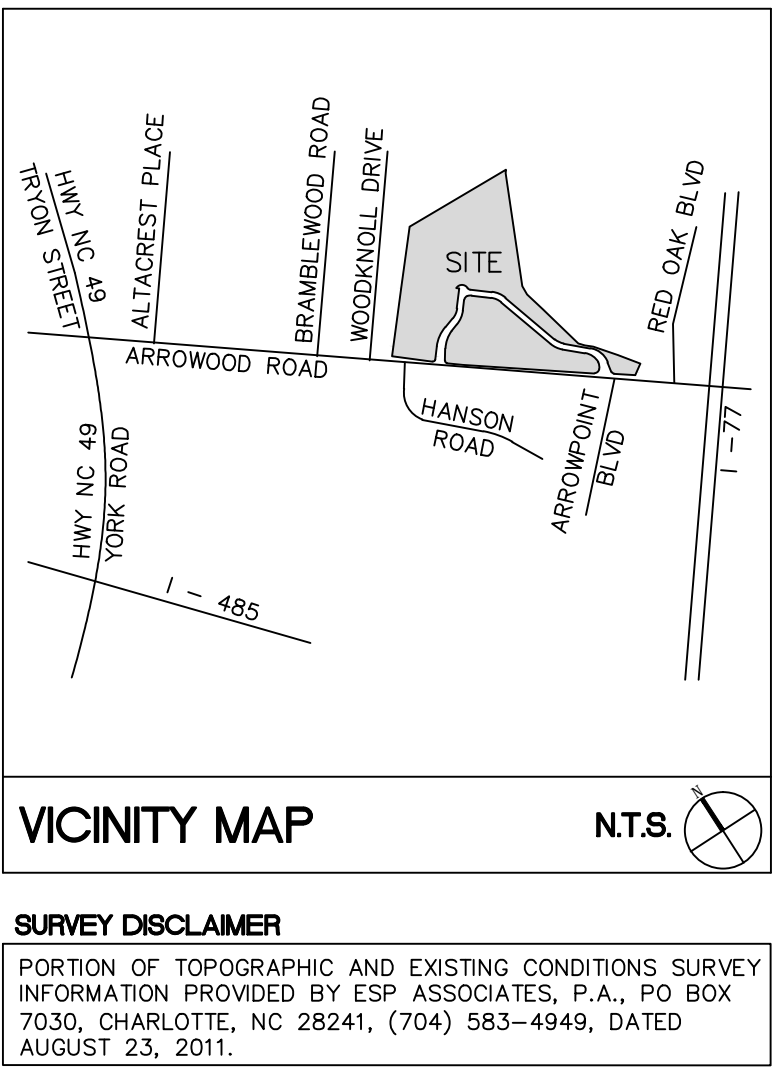 HWY NC 49
TRYON STREET
ALTACREST PLACE
BRAMBLEWOOD ROAD
WOODKNOLL DRIVE
SITE
RED OAK BLVD
ARROWOOD ROAD
HANSON
ROAD
ARROWPOINT
BLVD
I-77
HWY NC 49
YORK ROAD
I - 485
VICINITY MAP
N.T.S.
N
SURVEY DISCLAIMER
PORTION OF TOPOGRAPHIC AND EXISTING CONDITIONS SURVEY
INFORMATION PROVIDED BY ESP ASSOCIATES, P.A., PO BOX
7030, CHARLOTTE, NC 28241, (704) 583-4949, DATED
AUGUST 23, 2011.